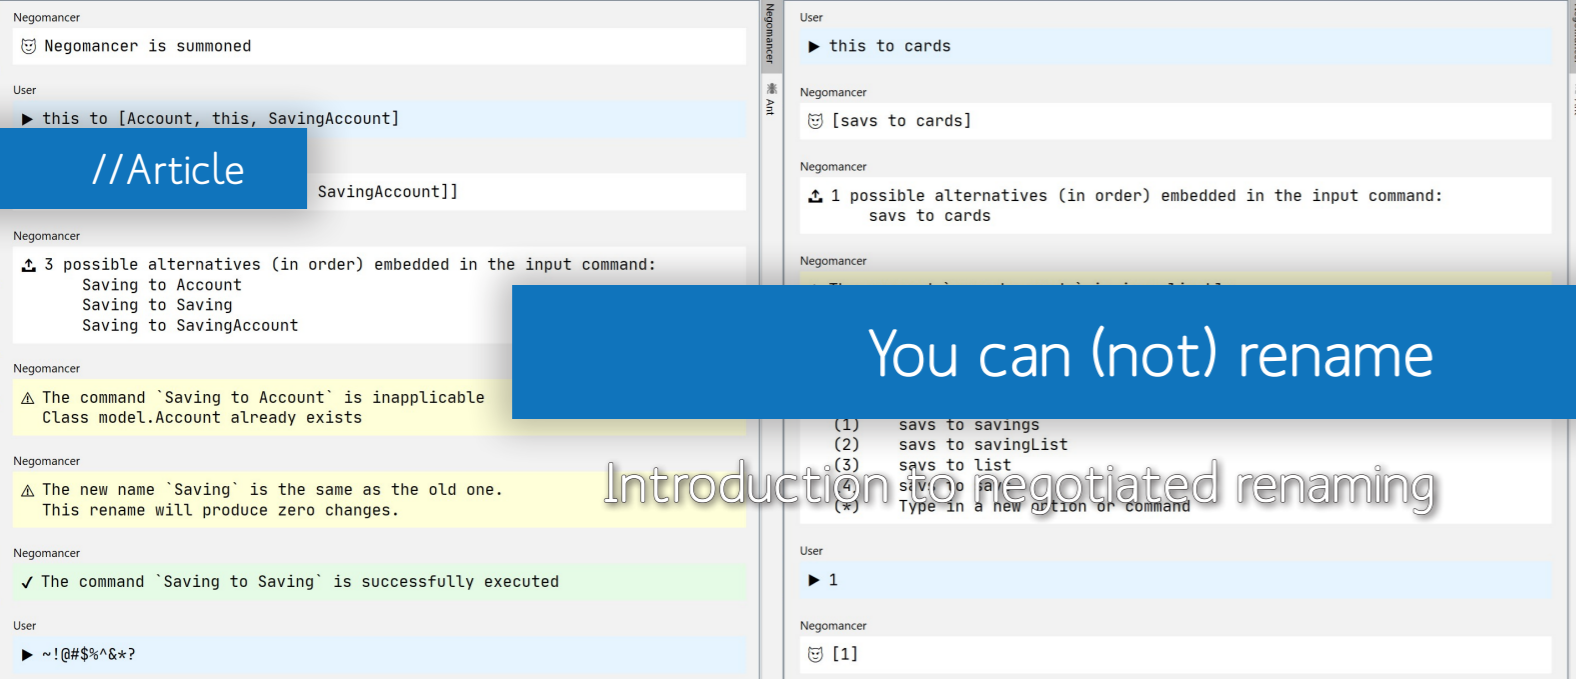 Negomancer
Negomancer is summoned
User
▶ this to [Account, this, SavingAccount]
//Article
SavingAccount]]
Negomancer
3 possible alternatives (in order) embedded in the input command:
Saving to Account
Saving to Saving
Saving to SavingAccount
Negomancer
⚠ The command `Saving to Account` is inapplicable
Class model.Account already exists
Negomancer
⚠ The new name `Saving` is the same as the old one.
This rename will produce zero changes.
Negomancer
✓ The command `Saving to Saving` is successfully executed
User
▶ ~!@#$%^&*?
Negomancer
Ant
User
▶ this to cards
Negomancer
[savs to cards]
Negomancer
1 possible alternatives (in order) embedded in the input command:
savs to cards
Negomancer
You can (not) rename
(1) savs to savings
(2) savs to savingList
(3) savs to list
Introduction to negotiated renaming
(*) Type in a new option or command
User
▶ 1
Negomancer
[1]